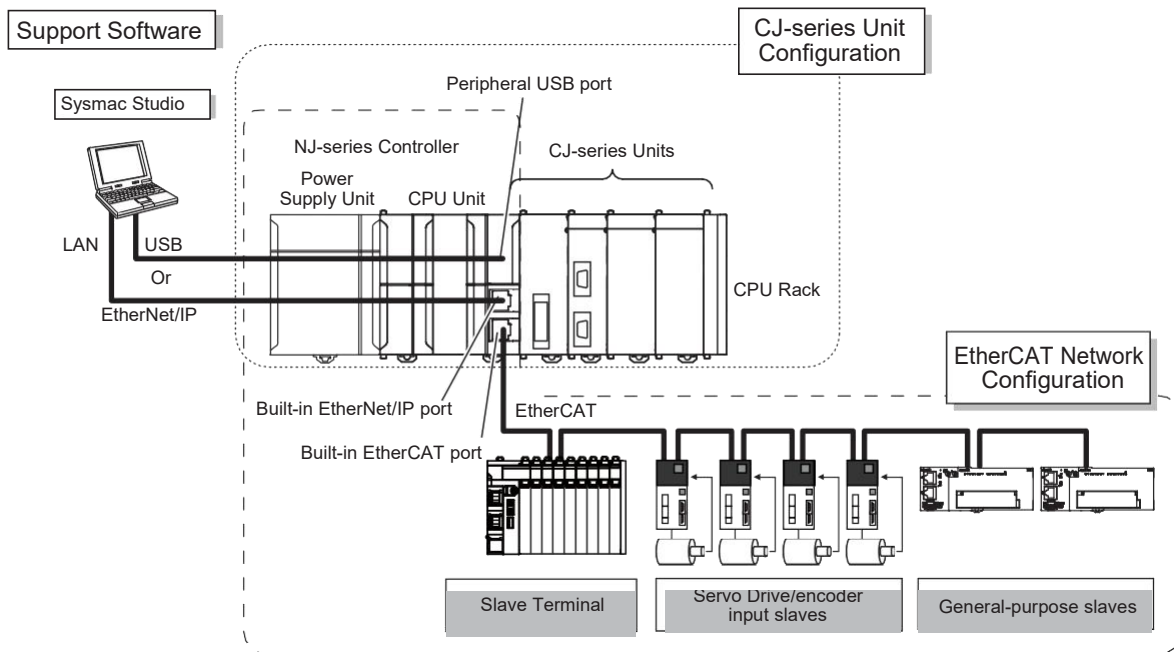 Support Software
CJ-series Unit
Configuration
Peripheral USB port
Sysmac Studio
NJ-series Controller
CJ-series Units
Power
Supply Unit
CPU Unit
LAN
USB
Or
EtherNet/IP
CPU Rack
EtherCAT Network
Configuration
Built-in EtherNet/IP port
EtherCAT
Built-in EtherCAT port
Slave Terminal
Servo Drive/encoder
input slaves
General-purpose slaves